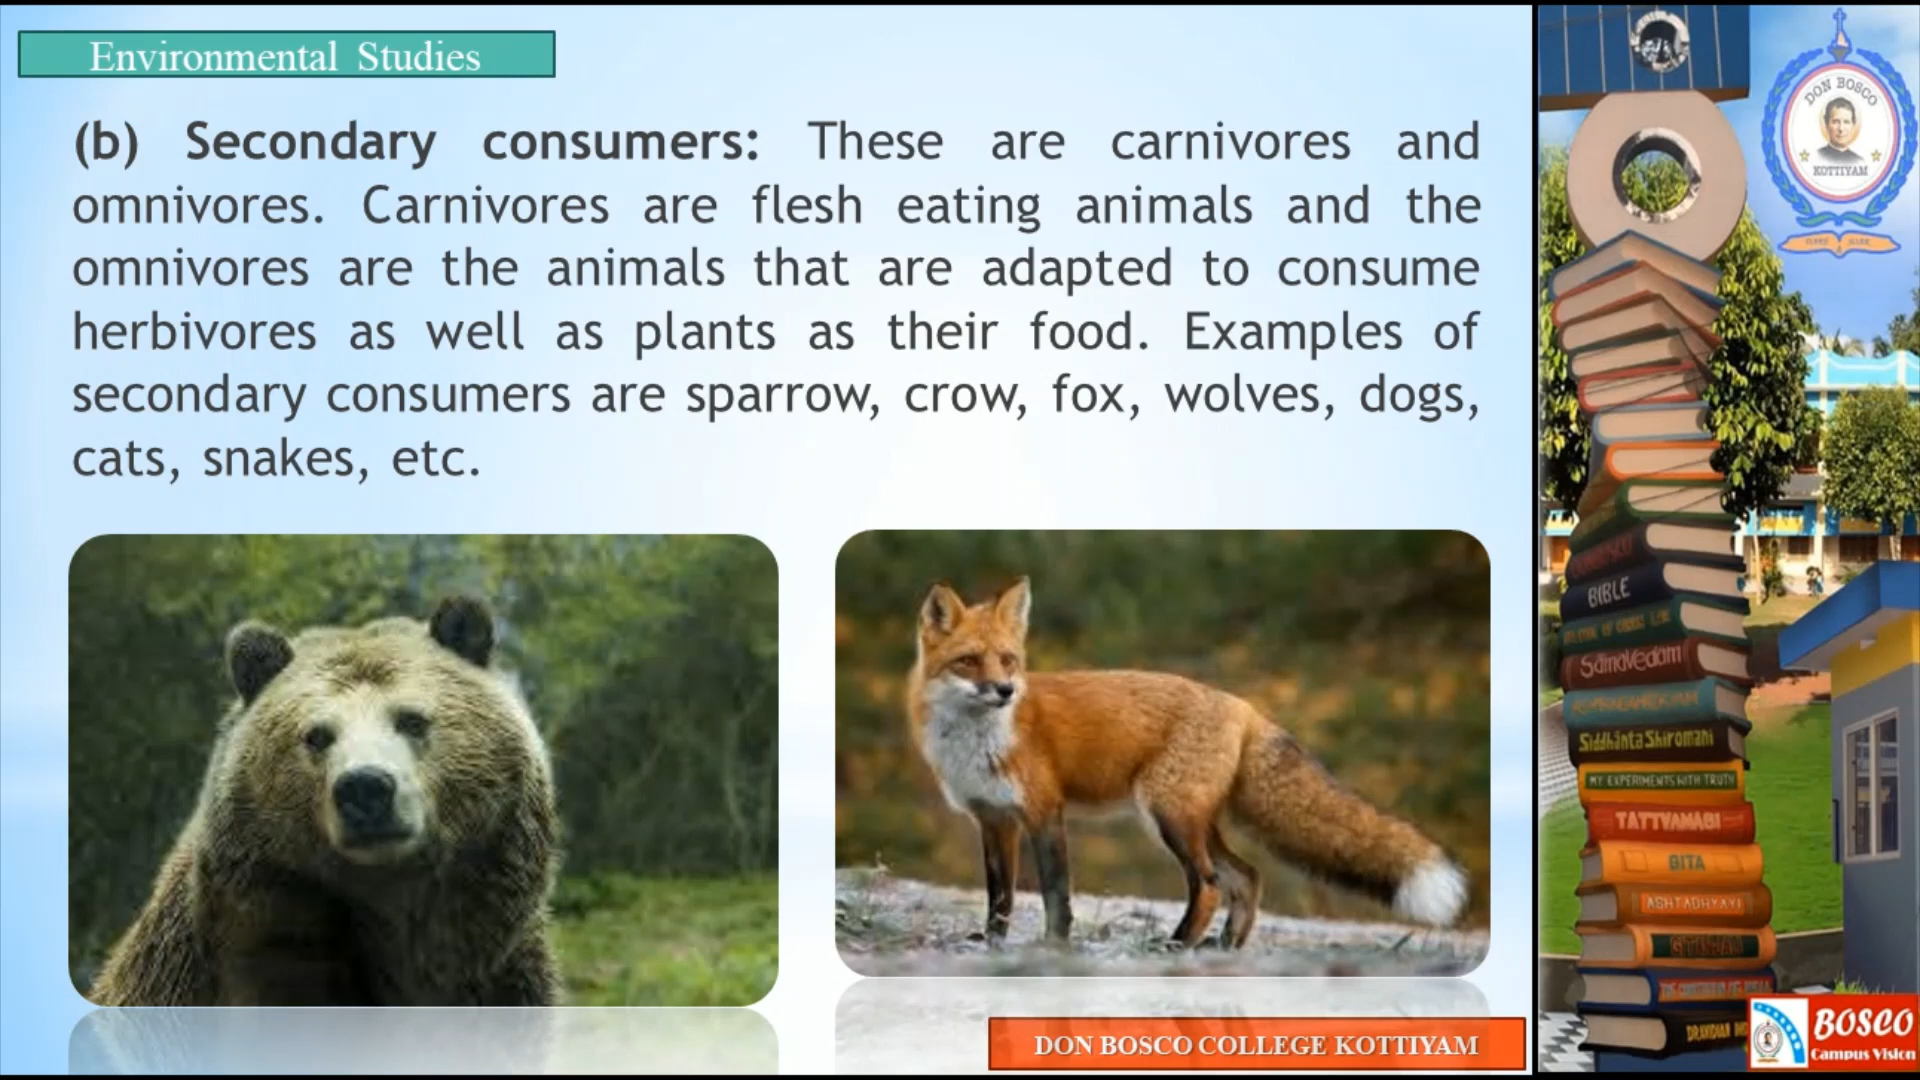 Environmental Studies
(b) Secondary consumers: These are carnivores and
omnivores. Carnivores are flesh eating animals and the
omnivores are the animals that are adapted to consume
herbivores as well as plants as their food. Examples of
secondary consumers are sparrow, crow, fox, wolves, dogs,
cats, snakes, etc.
DON BOSCO COLLEGE KOTTIYAM
DON BOSCO
KOTTIYAM
BIBLE
SāmaVedam
Siddhānta Shiromani
MY EXPERIMENTS WITH TRUTH
GITA
ASHTADHYAYI
BOSCO
Campus Vision